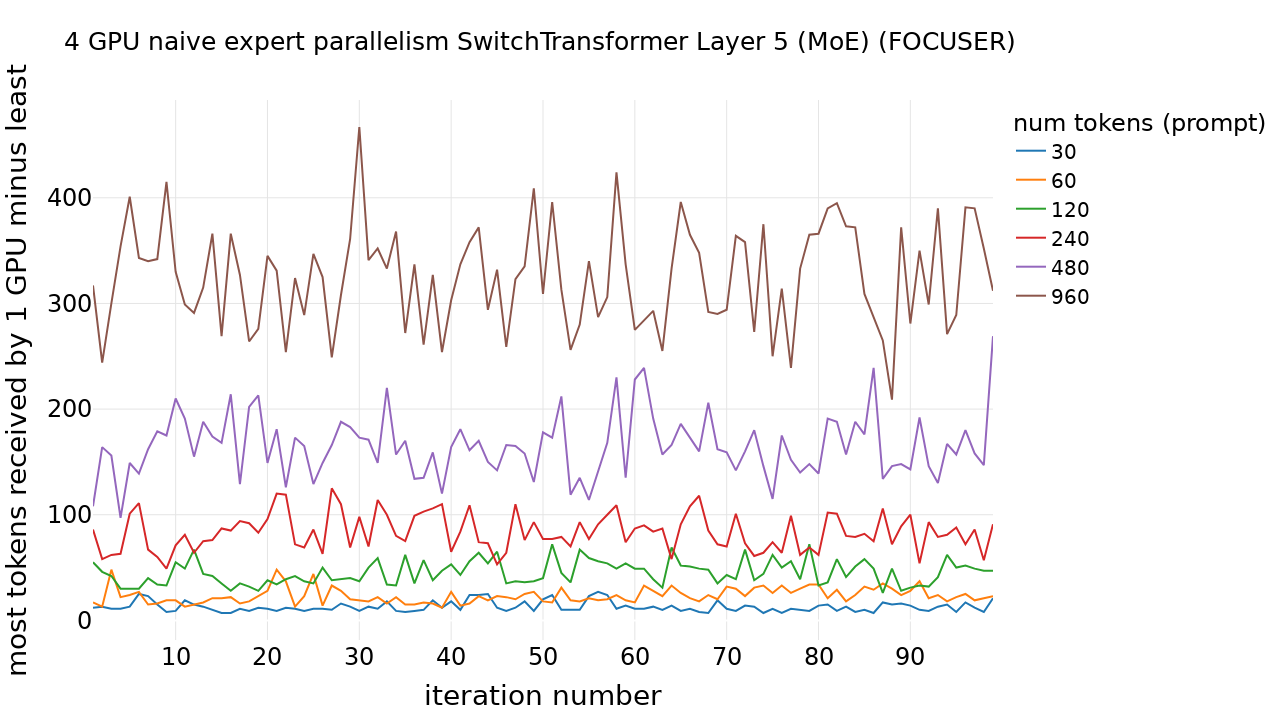 4 GPU naive expert parallelism SwitchTransformer Layer 5 (MoE) (FOCUSER)
most tokens received by 1 GPU minus least
400
300
200
100
0
10 20 30 40 50 60 70 80 90
iteration number
num tokens (prompt)
30
60
120
240
480
960